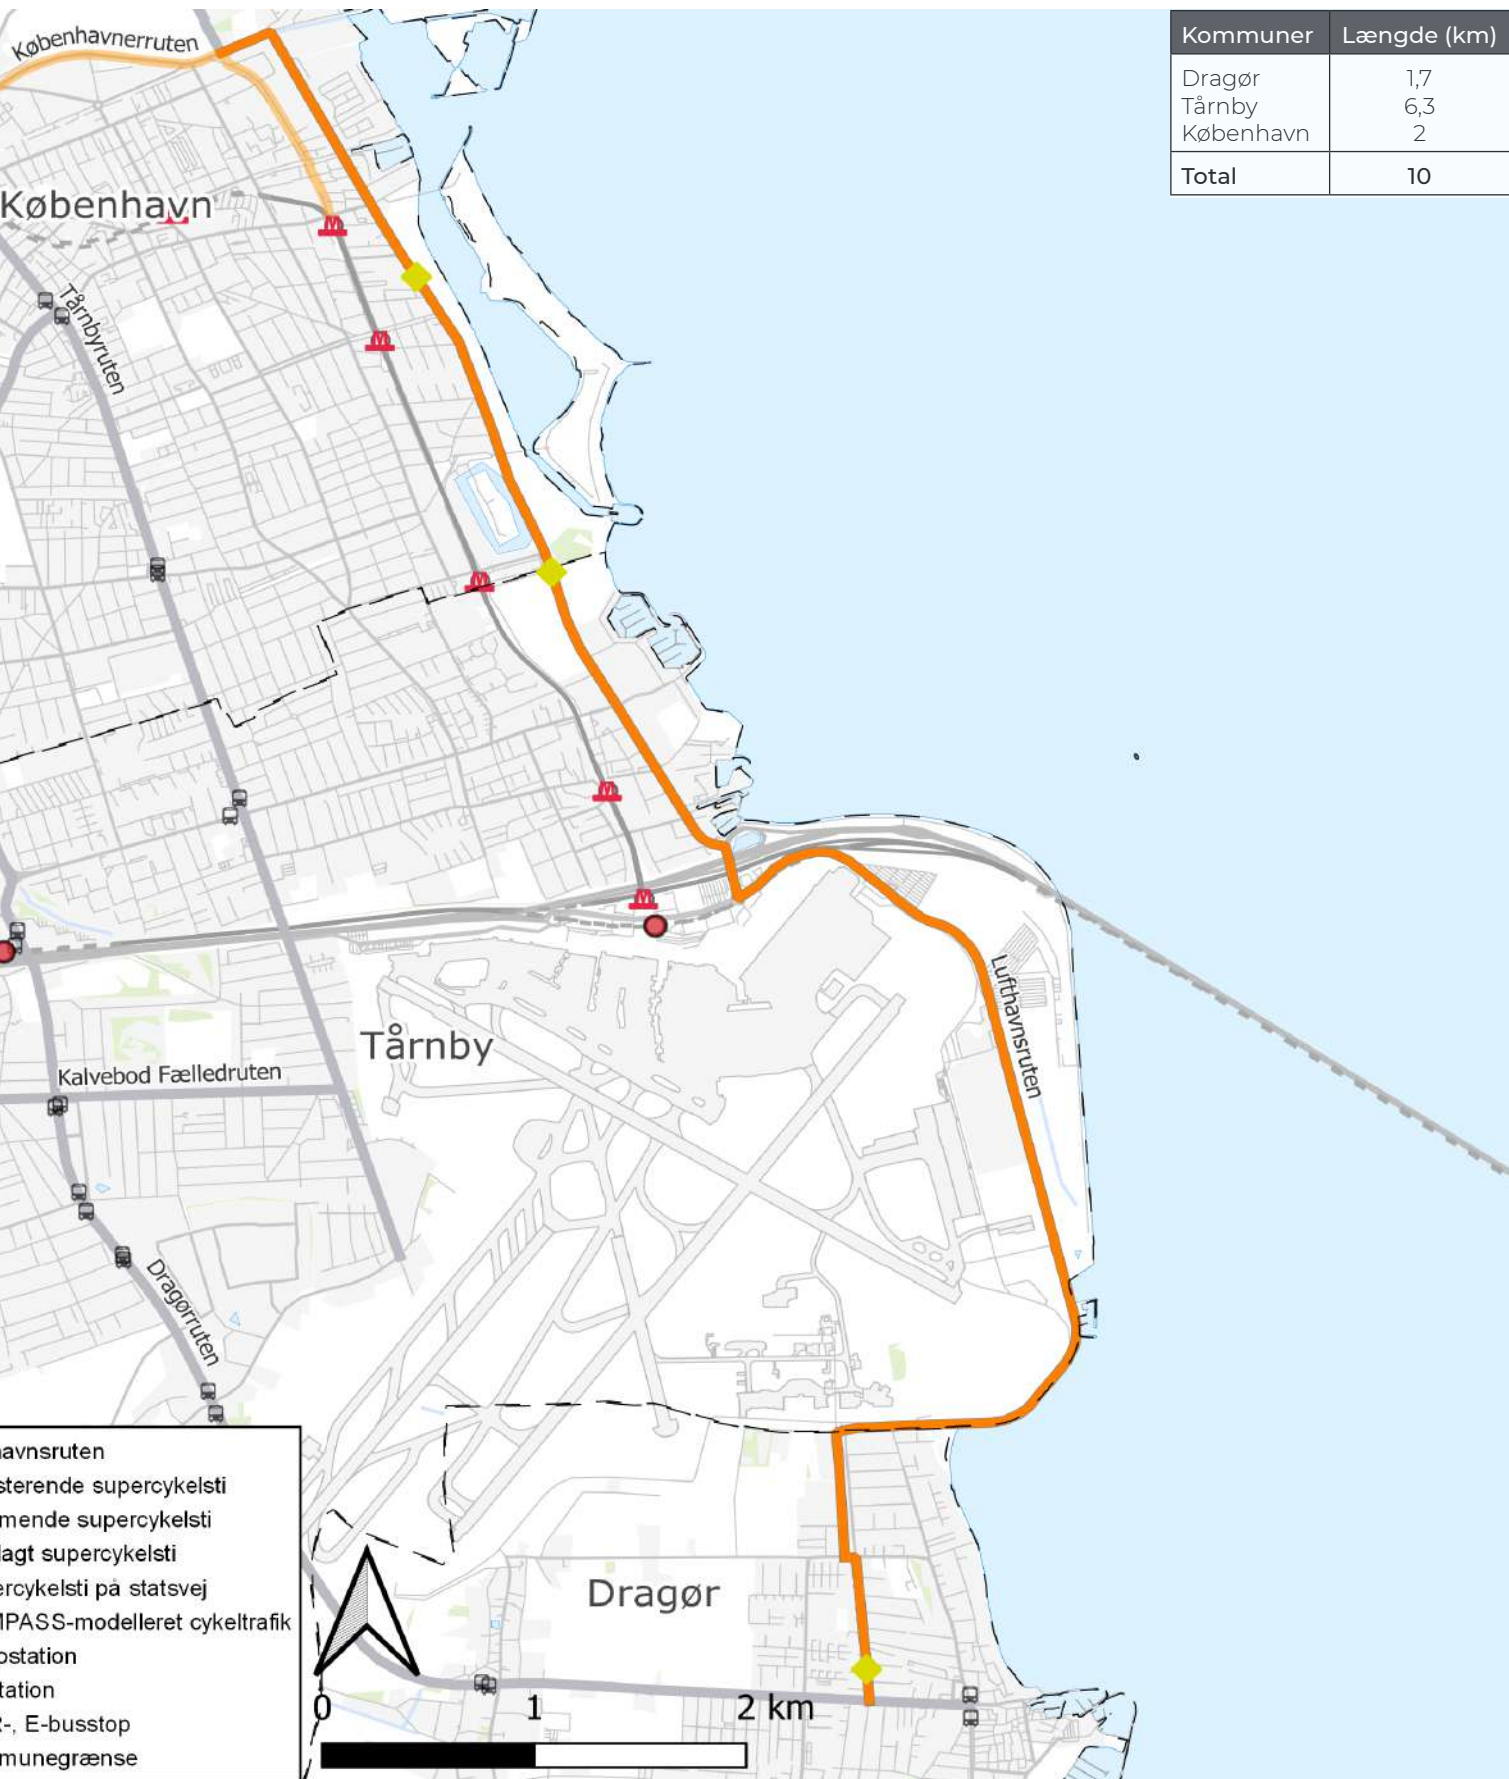 Kommuner Længde (km)
Dragør 1,7
Tårnby 6,3
København 2
Total 10
Københavnerruten
København
Tårnbyruten
Lufthavnsruten
Tårnby
Kalvebod Fælledruten
Dragørruten
Dragør
avnsruten
sterende supercykelsti
mende supercykelsti
lagt supercykelsti
ercykelsti på statsvej
MPASS-modelleret cykeltrafik
ostation
tation
R-, E-busstop
munegrænse
0 1 2 km